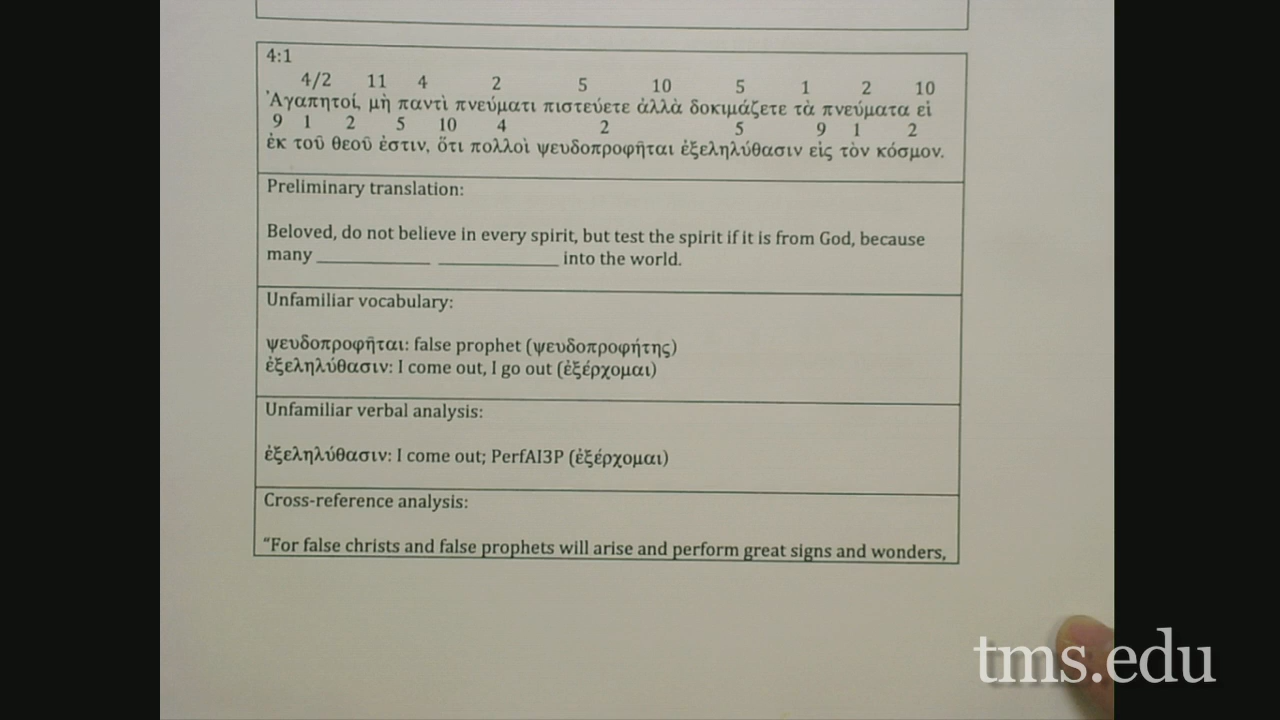 4:1
4/2 11 4 2 5 10 5 1 2 10
Ἀγαπητοί, μὴ παντὶ πνεύματι πιστεύετε ἀλλὰ δοκιμάζετε τὰ πνεύματα εἰ
9 1 2 5 10 4 2 5 9 1 2
ἐκ τοῦ θεοῦ ἐστιν, ὅτι πολλοὶ ψευδοπροφῆται ἐξεληλύθασιν εἰς τὸν κόσμον.
Preliminary translation:
Beloved, do not believe in every spirit, but test the spirit if it is from God, because
many ____________ ____________ into the world.
Unfamiliar vocabulary:
ψευδοπροφῆται: false prophet (ψευδοπροφήτης)
ἐξεληλύθασιν: I come out, I go out (ἐξέρχομαι)
Unfamiliar verbal analysis:
ἐξεληλύθασιν: I come out; PerfAI3P (ἐξέρχομαι)
Cross-reference analysis:
“For false christs and false prophets will arise and perform great signs and wonders,
tms.edu